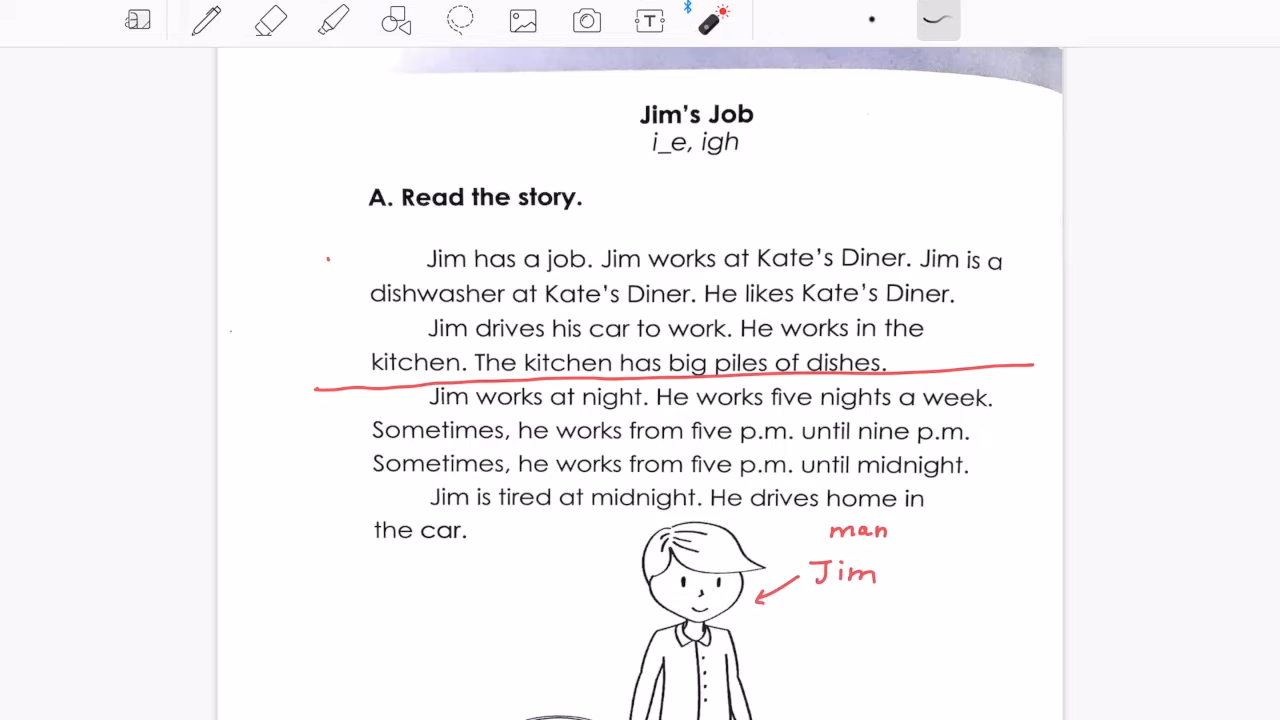 T
Jim's Job
i_e, igh
A. Read the story.
Jim has a job. Jim works at Kate's Diner. Jim is a
dishwasher at Kate's Diner. He likes Kate's Diner.
Jim drives his car to work. He works in the
kitchen. The kitchen has big piles of dishes.
Jim works at night. He works five nights a week.
Sometimes, he works from five p.m. until nine p.m.
Sometimes, he works from five p.m. until midnight.
Jim is tired at midnight. He drives home in
the car.
man
Jim